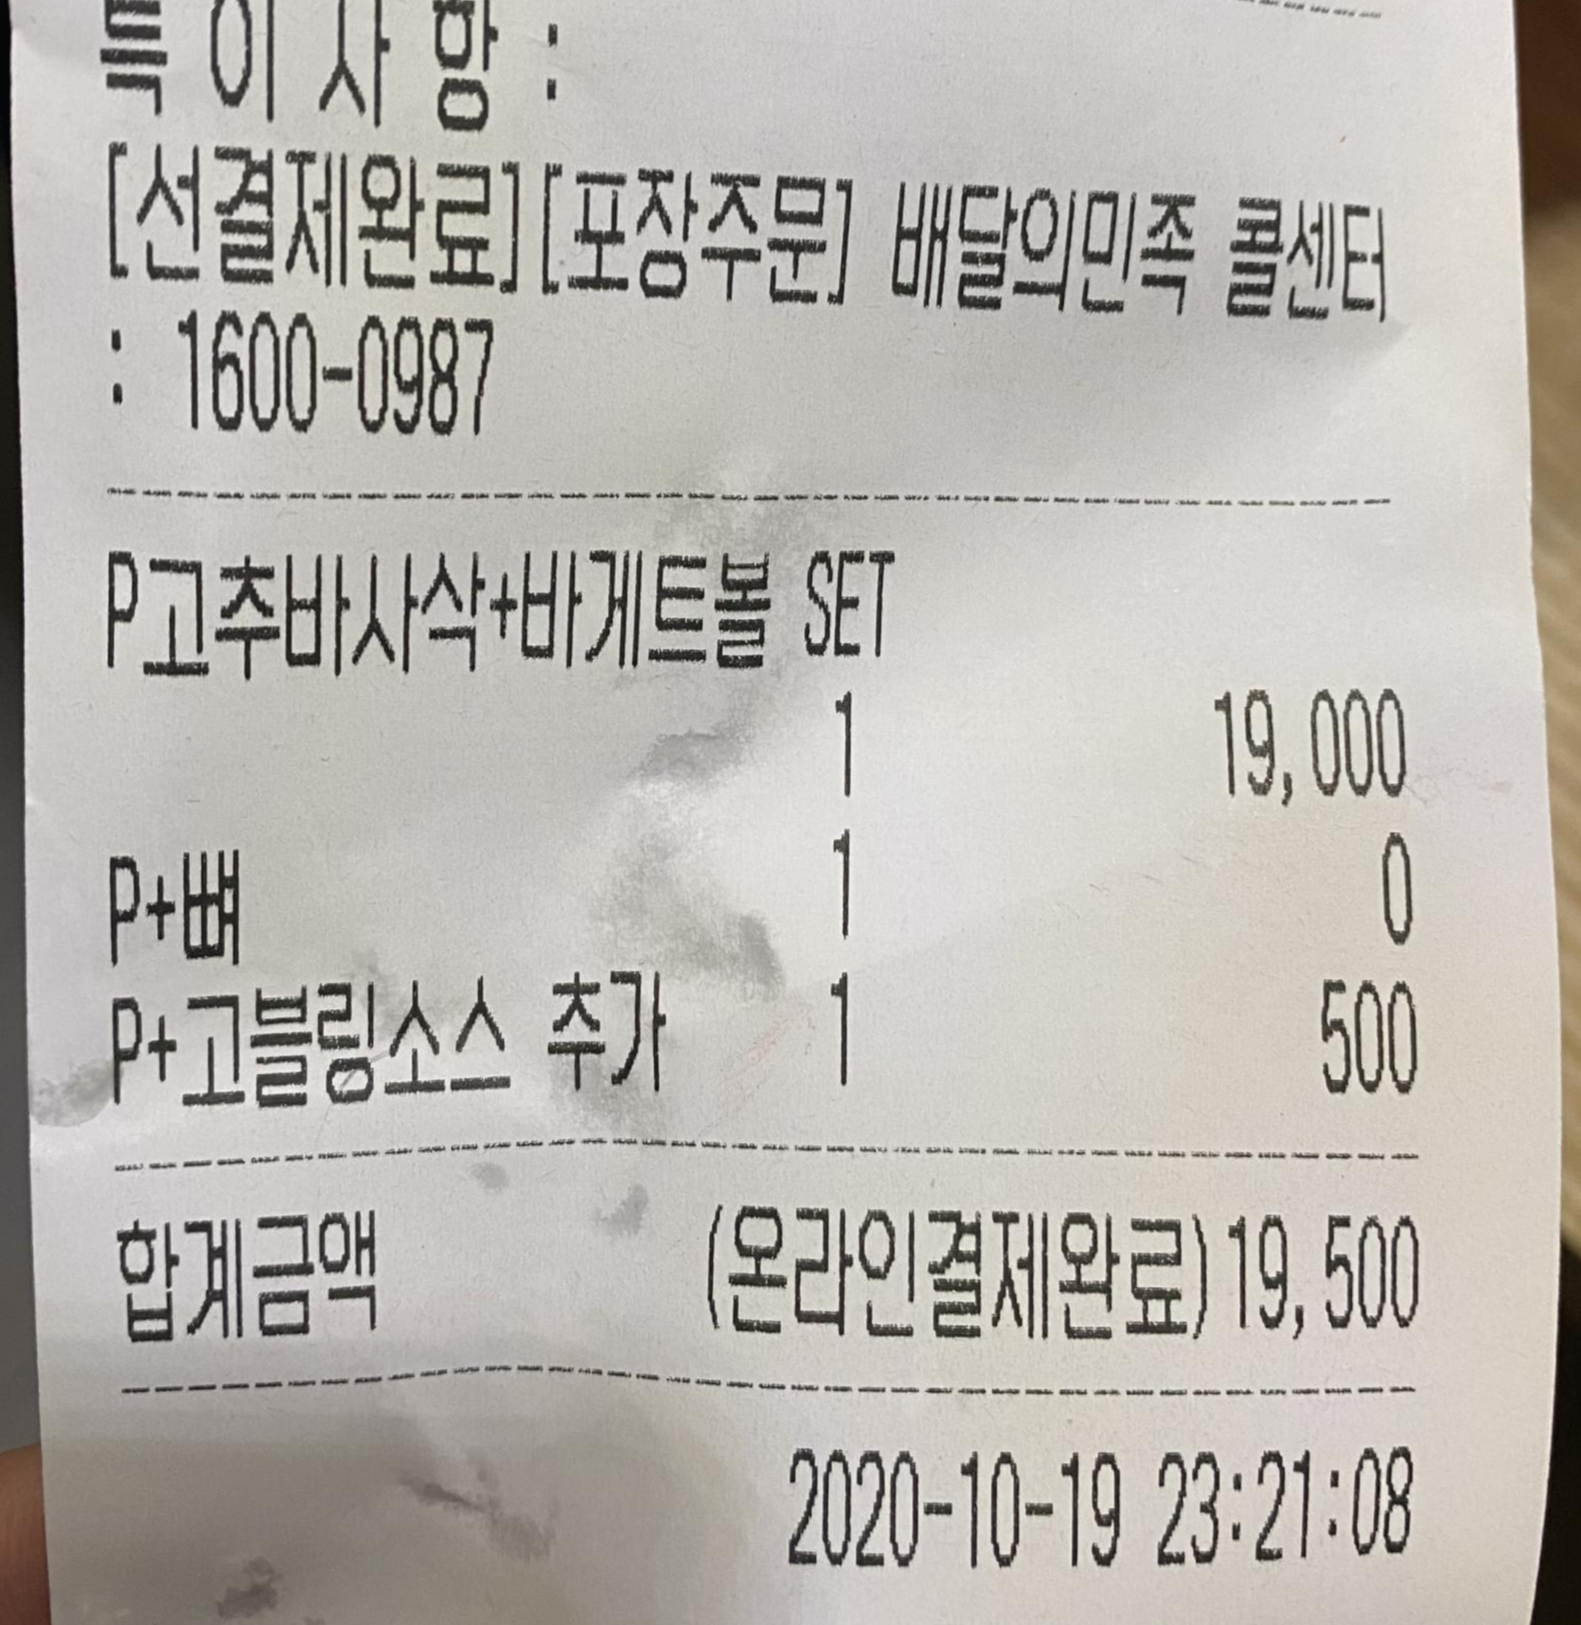 특 이 사 항 :
[선결제완료][포장주문] 배달의민족 콜센터
: 1600-0987
P고추바사삭+바게트볼 SET
1 19,000
P+뼈 1 0
P+고블링소스 추가 1 500
합계금액 (온라인결제완료)19,500
2020-10-19 23:21:08